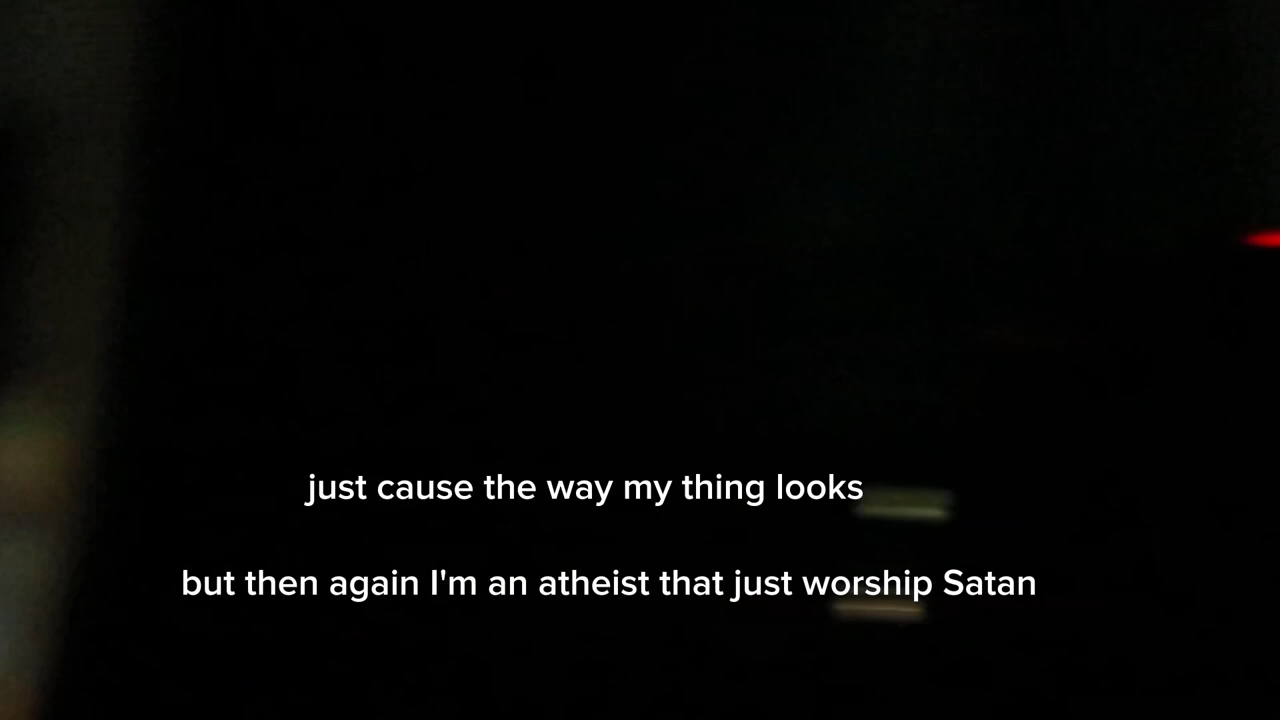 just cause the way my thing looks
but then again I'm an atheist that just worship Satan